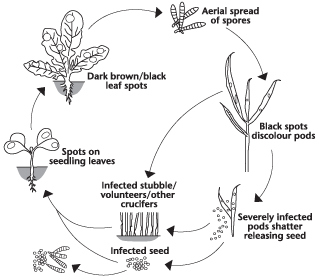 Aerial spread
of spores
Dark brown/black
leaf spots
Black spots
discolour pods
Spots on
seedling leaves
Infected stubble/
volunteers/other
crucifers
Severely infected
pods shatter
releasing seed
Infected seed